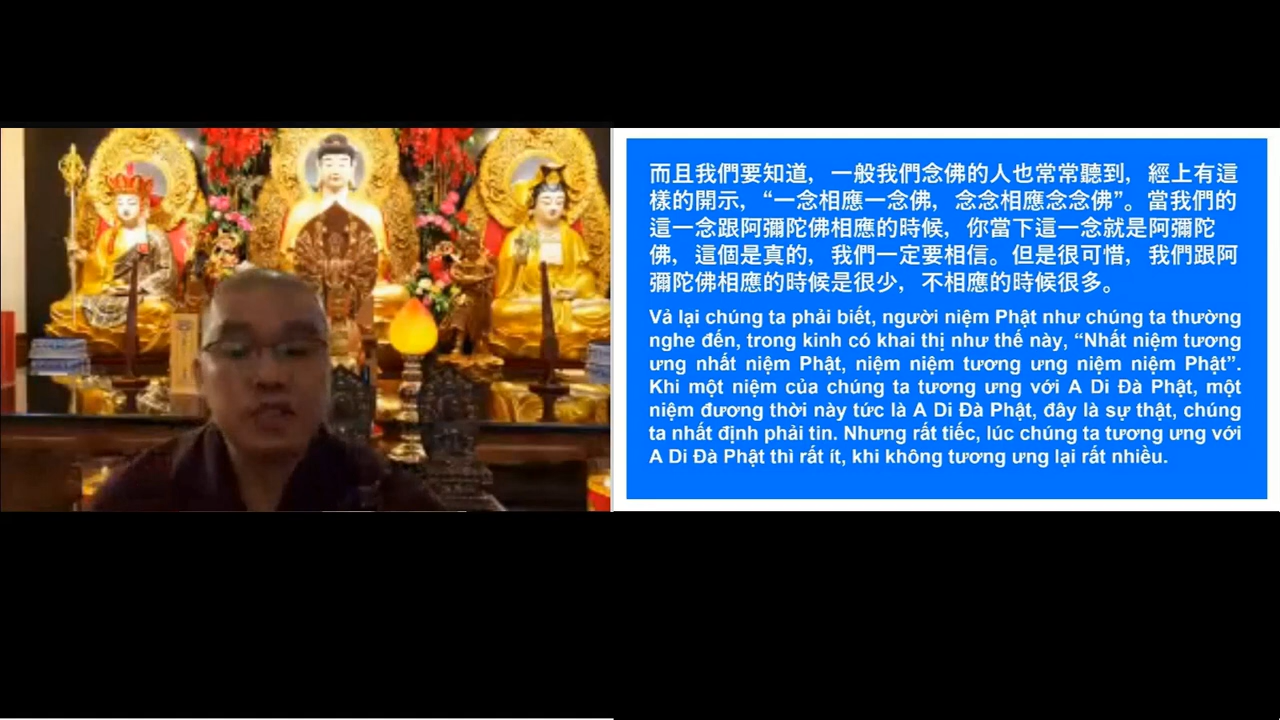 而且我們要知道，一般我們念佛的人也常常聽到，經上有這
樣的開示，“一念相應一念佛，念念相應念念佛”。當我們的
這一念跟阿彌陀佛相應的時候，你當下這一念就是阿彌陀
佛，這個是真的，我們一定要相信。但是很可惜，我們跟阿
彌陀佛相應的時候是很少，不相應的時候很多。
Vả lại chúng ta phải biết, người niệm Phật như chúng ta thường
nghe đến, trong kinh có khai thị như thế này, “Nhất niệm tương
ưng nhất niệm Phật, niệm niệm tương ưng niệm niệm Phật”.
Khi một niệm của chúng ta tương ưng với A Di Đà Phật, một
niệm đương thời này tức là A Di Đà Phật, đây là sự thật, chúng
ta nhất định phải tin. Nhưng rất tiếc, lúc chúng ta tương ưng với
A Di Đà Phật thì rất ít, khi không tương ưng lại rất nhiều.